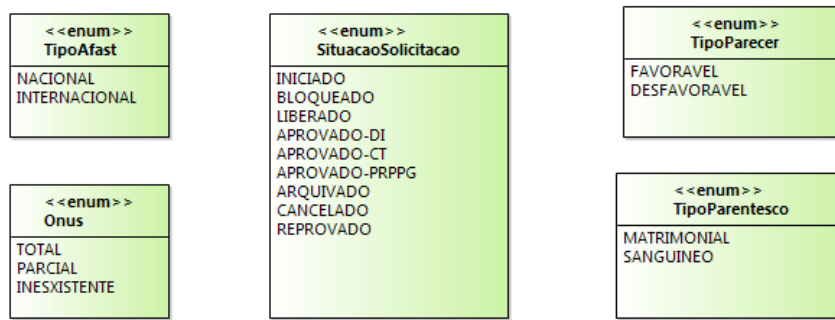 <<enum>>
TipoAfast
NACIONAL
INTERNACIONAL
<<enum>>
Onus
TOTAL
PARCIAL
INESXISTENTE
<<enum>>
SituacaoSolicitacao
INICIADO
BLOQUEADO
LIBERADO
APROVADO-DI
APROVADO-CT
APROVADO-PRPPG
ARQUIVADO
CANCELADO
REPROVADO
<<enum>>
TipoParecer
FAVORAVEL
DESFAVORAVEL
<<enum>>
TipoParentesco
MATRIMONIAL
SANGUINEO